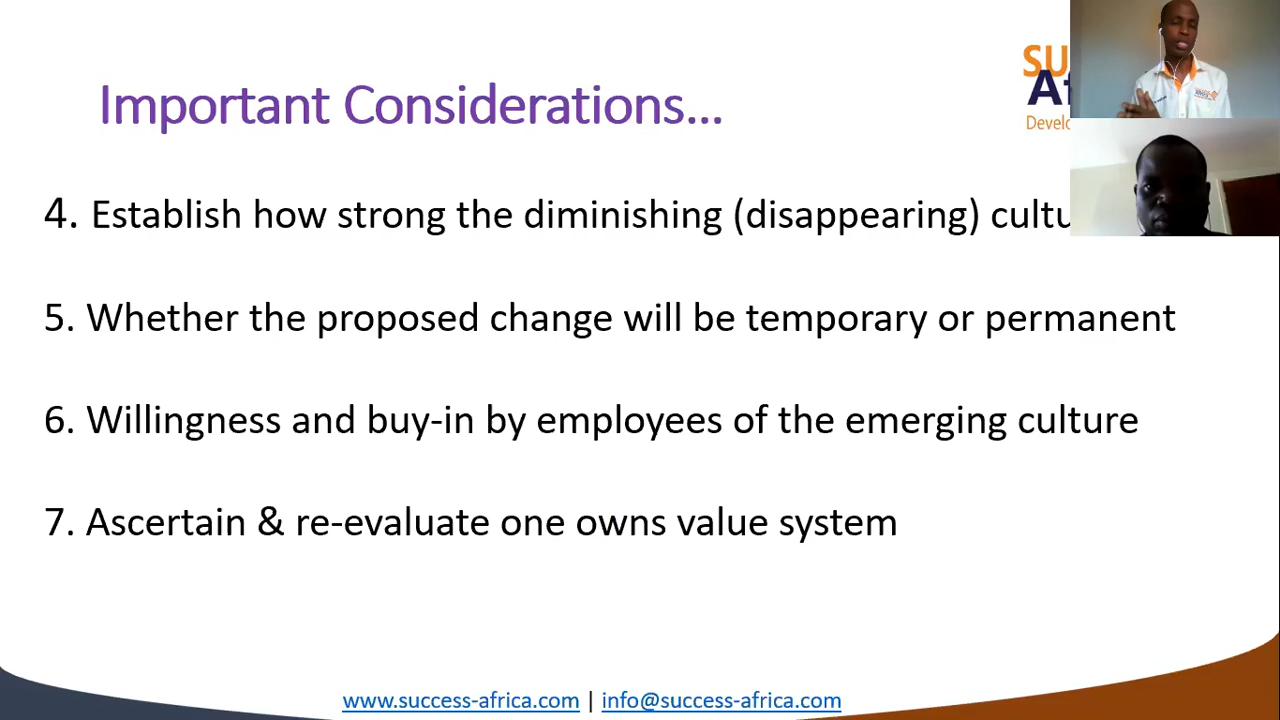 Important Considerations...
4. Establish how strong the diminishing (disappearing)
5. Whether the proposed change will be temporary or permanent
6. Willingness and buy-in by employees of the emerging culture
7. Ascertain & re-evaluate one owns value system
www.success-africa.com | info@success-africa.com